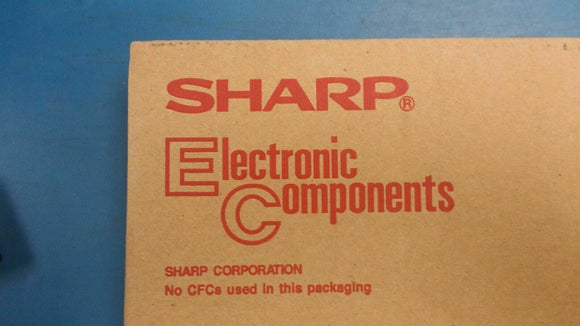 SHARP®
Electronic
Components
SHARP CORPORATION
No CFCs used in this packaging